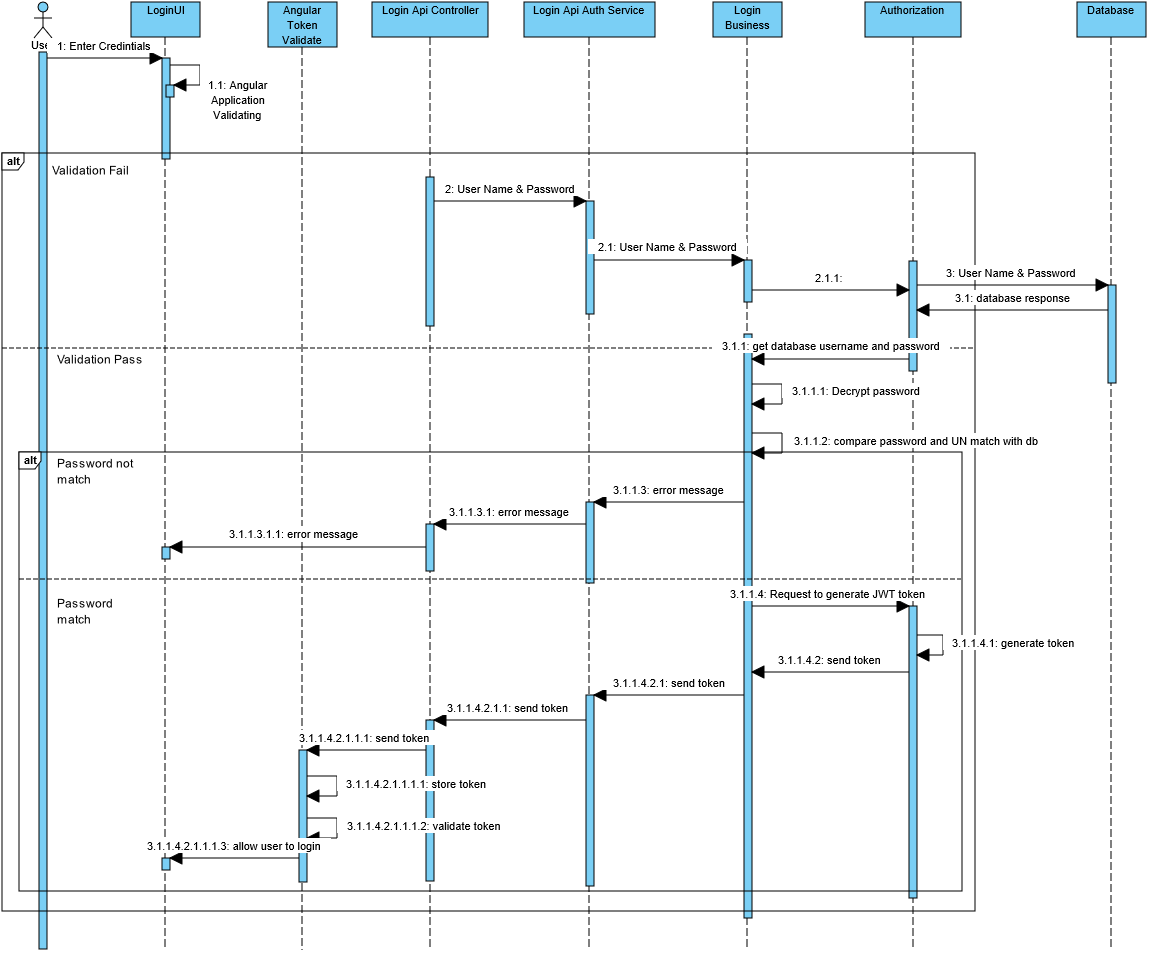 LoginUI
Angular
Token
Validate
Login Api Controller
Login Api Auth Service
Login
Business
Authorization
Database
Use
1: Enter Credintials
1.1: Angular
Application
Validating
alt
Validation Fail
2: User Name & Password
2.1: User Name & Password
2.1.1:
3: User Name & Password
3.1: database response
3.1.1: get database username and password
Validation Pass
3.1.1.1: Decrypt password
3.1.1.2: compare password and UN match with db
alt
Password not
match
3.1.1.3: error message
3.1.1.3.1: error message
3.1.1.3.1.1: error message
Password
match
3.1.1.4: Request to generate JWT token
3.1.1.4.1: generate token
3.1.1.4.2: send token
3.1.1.4.2.1: send token
3.1.1.4.2.1.1: send token
3.1.1.4.2.1.1.1: send token
3.1.1.4.2.1.1.1.1: store token
3.1.1.4.2.1.1.1.2: validate token
3.1.1.4.2.1.1.1.3: allow user to login